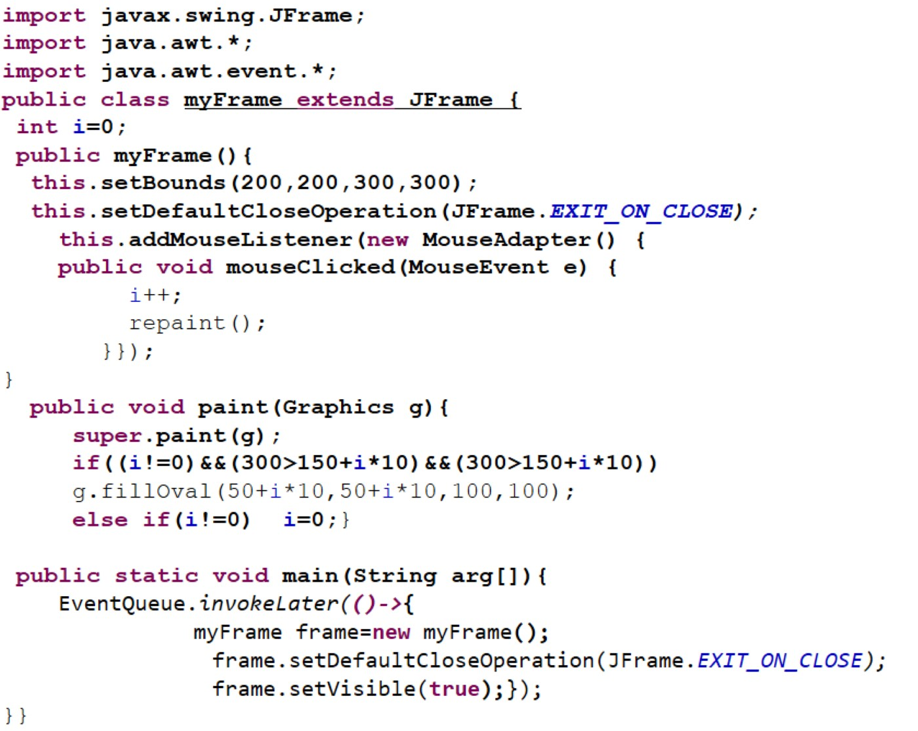 import javax.swing.JFrame;
import java.awt.*;
import java.awt.event.*;
public class myFrame extends JFrame {
int i=0;
public myFrame(){
this.setBounds(200,200,300,300);
this.setDefaultCloseOperation(JFrame.EXIT_ON_CLOSE);
this.addMouseListener(new MouseAdapter() {
public void mouseClicked(MouseEvent e) {
i++;
repaint();
}});
}
public void paint(Graphics g){
super.paint(g);
if((i!=0)&&(300>150+i*10)&&(300>150+i*10))
g.fillOval(50+i*10,50+i*10,100,100);
else if(i!=0)  i=0;}
public static void main(String arg[]){
EventQueue.invokeLater(()->{
myFrame frame=new myFrame();
frame.setDefaultCloseOperation(JFrame.EXIT_ON_CLOSE);
frame.setVisible(true);});
}}